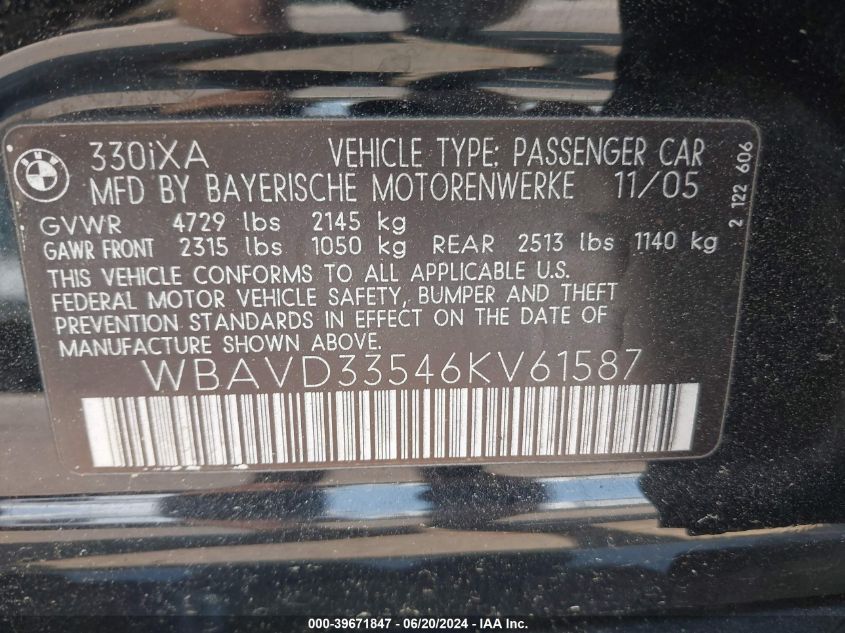 330iXA VEHICLE TYPE: PASSENGER CAR
MFD BY BAYERISCHE MOTORENWERKE 11/05
GVWR 4729 lbs 2145 kg
GAWR FRONT 2315 lbs 1050 kg REAR 2513 lbs 1140 kg
THIS VEHICLE CONFORMS TO ALL APPLICABLE U.S.
FEDERAL MOTOR VEHICLE SAFETY, BUMPER AND THEFT
PREVENTION STANDARDS IN EFFECT ON THE DATE OF
MANUFACTURE SHOWN ABOVE.
WBAVD33546KV61587
2 122 606
BMW
000-39671847 - 06/20/2024 - IAA Inc.